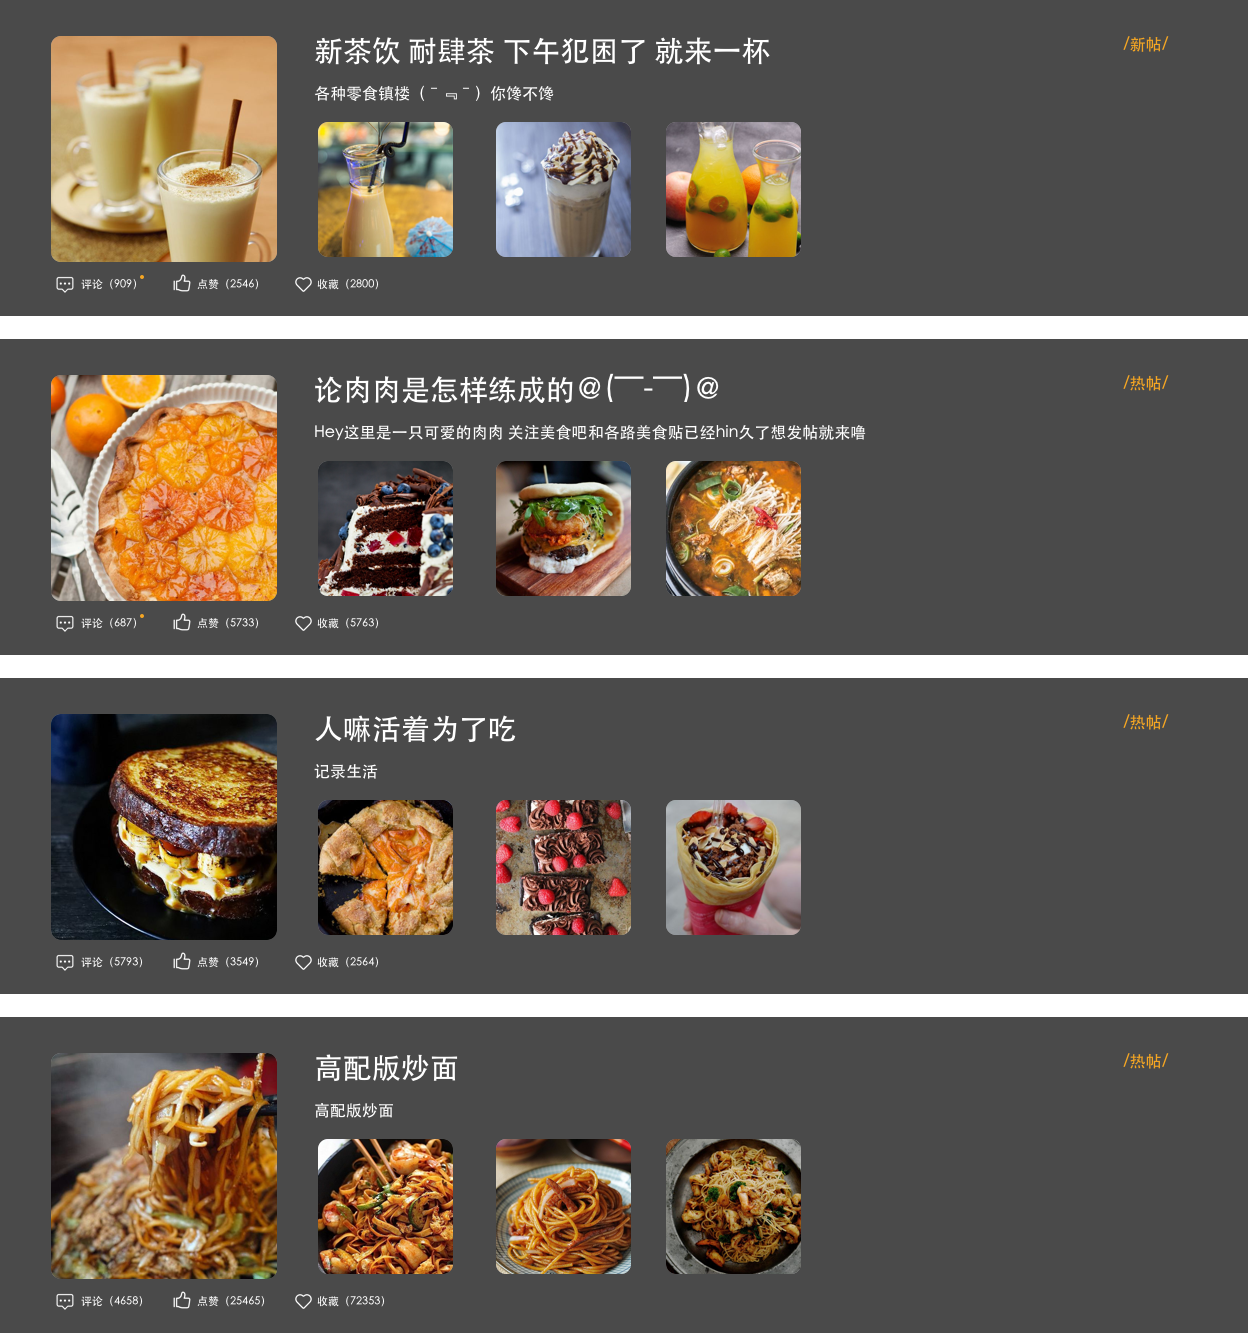 新茶饮 耐肆茶 下午犯困了 就来一杯
/新帖/
各种零食镇楼（ ˉ ﹃ ˉ ）你馋不馋
评论（909） 点赞（2546） 收藏（2800）
论肉肉是怎样练成的@(￣-￣)@
/热帖/
Hey这里是一只可爱的肉肉 关注美食吧和各路美食贴已经hin久了想发帖就来噜
评论（687） 点赞（5733） 收藏（5763）
人嘛活着为了吃
/热帖/
记录生活
评论（5793） 点赞（3549） 收藏（2564）
高配版炒面
/热帖/
高配版炒面
评论（4658） 点赞（25465） 收藏（72353）